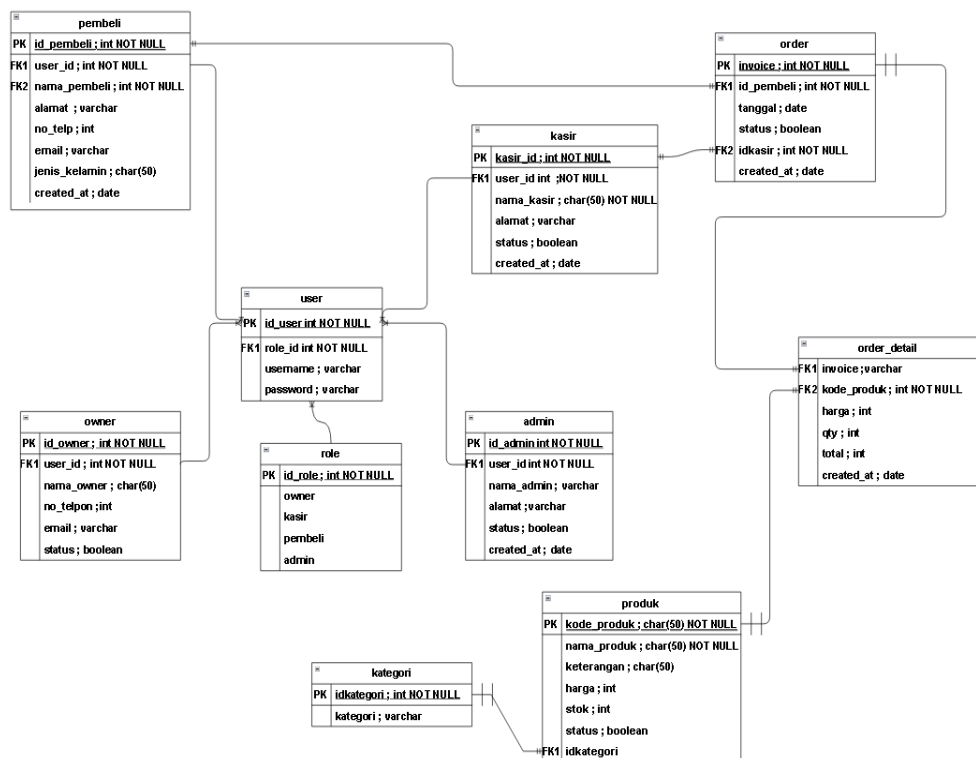 pembeli
PK id_pembeli ; int NOT NULL
FK1 user_id ; int NOT NULL
FK2 nama_pembeli ; int NOT NULL
alamat ; varchar
no_telp ; int
email ; varchar
jenis_kelamin ; char(50)
created_at ; date
order
PK invoice ; int NOT NULL
FK1 id_pembeli ; int NOT NULL
tanggal ; date
status ; boolean
FK2 idkasir ; int NOT NULL
created_at ; date
kasir
PK kasir_id ; int NOT NULL
FK1 user_id int ;NOT NULL
nama_kasir ; char(50) NOT NULL
alamat ; varchar
status ; boolean
created_at ; date
user
PK id_user int NOT NULL
FK1 role_id int NOT NULL
username ; varchar
password ; varchar
order_detail
FK1 invoice ;varchar
FK2 kode_produk ; int NOT NULL
harga ; int
qty ; int
total ; int
created_at ; date
owner
PK id_owner ; int NOT NULL
FK1 user_id ; int NOT NULL
nama_owner ; char(50)
no_telpon ;int
email ; varchar
status ; boolean
role
PK id_role ; int NOT NULL
owner
kasir
pembeli
admin
admin
PK id_admin int NOT NULL
FK1 user_id int NOT NULL
nama_admin ; varchar
alamat ;varchar
status ; boolean
created_at ; date
produk
PK kode_produk ; char(50) NOT NULL
nama_produk ; char(50) NOT NULL
keterangan ; char(50)
harga ; int
stok ; int
status ; boolean
FK1 idkategori
kategori
PK idkategori ; int NOT NULL
kategori ; varchar